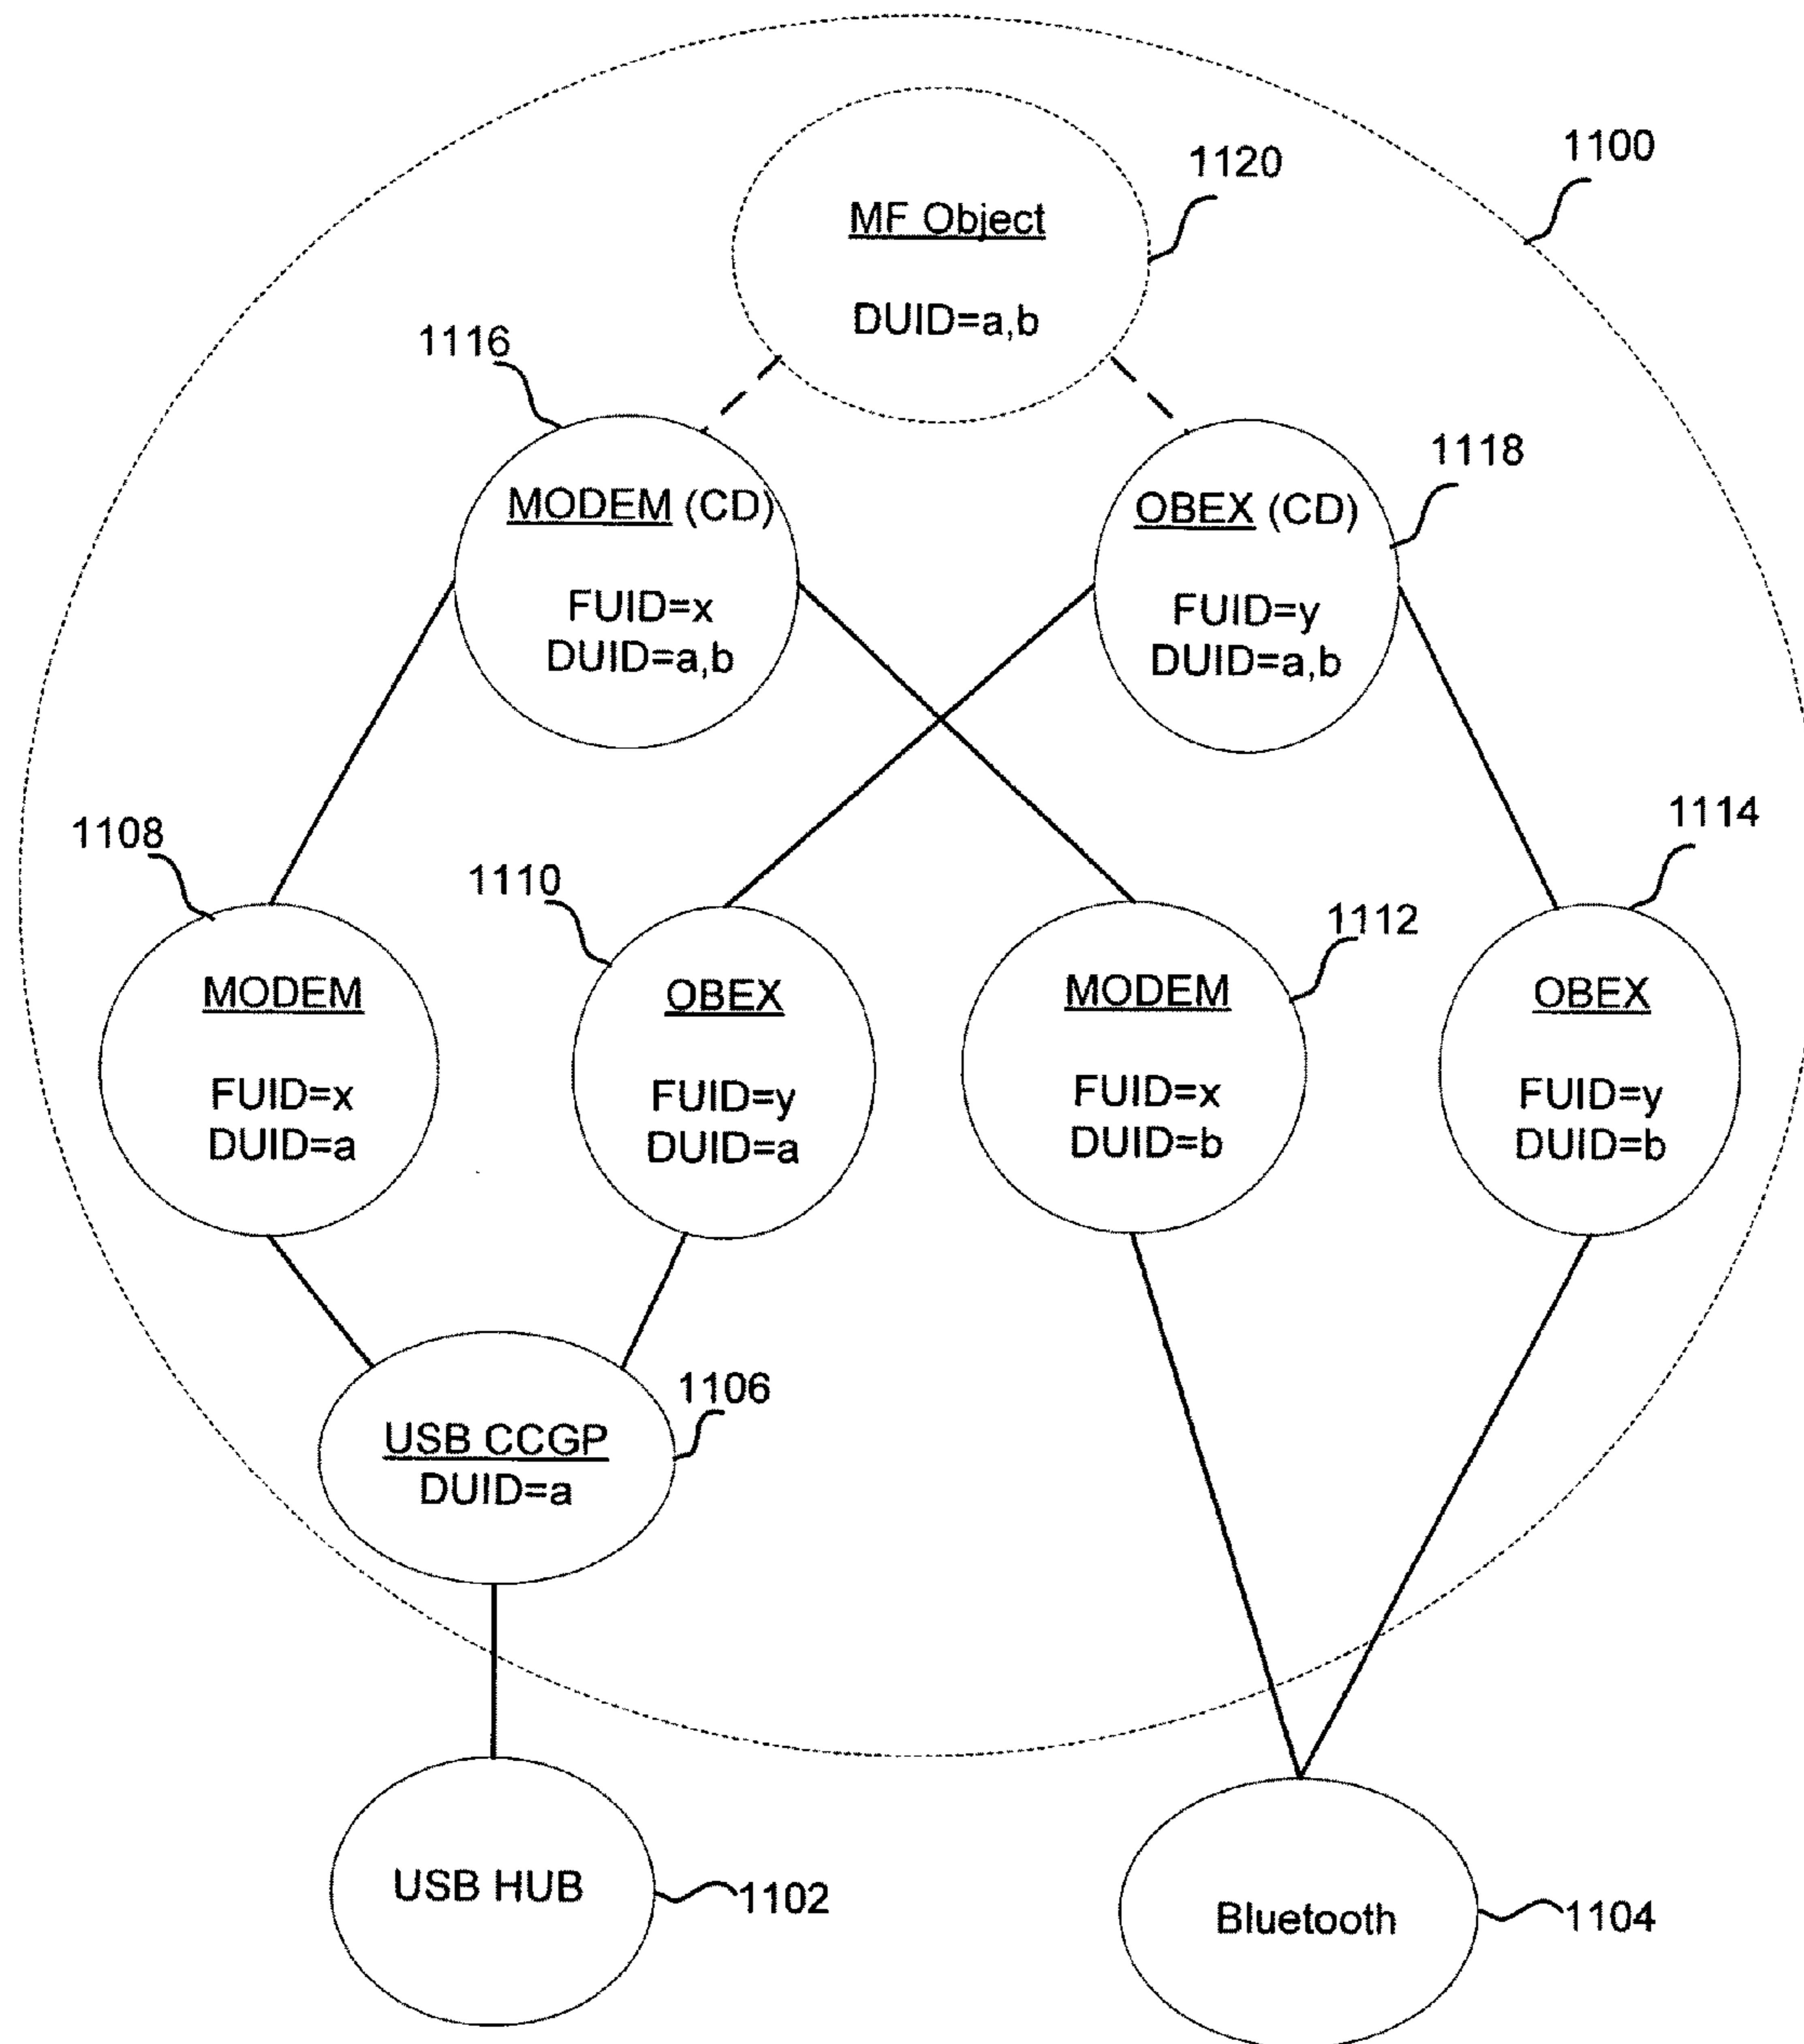 1100
1120
MF Object
DUID=a,b
1116
1118
MODEM (CD)
FUID=x
DUID=a,b
OBEX (CD)
FUID=y
DUID=a,b
1108
1110
1112
1114
MODEM
FUID=x
DUID=a
OBEX
FUID=y
DUID=a
MODEM
FUID=x
DUID=b
OBEX
FUID=y
DUID=b
1106
USB CCGP
DUID=a
USB HUB
1102
Bluetooth
1104